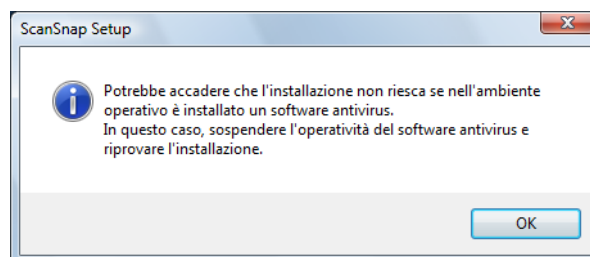 ScanSnap Setup
Potrebbe accadere che l'installazione non riesca se nell'ambiente
operativo è installato un software antivirus.
In questo caso, sospendere l'operatività del software antivirus e
riprovare l'installazione.
OK